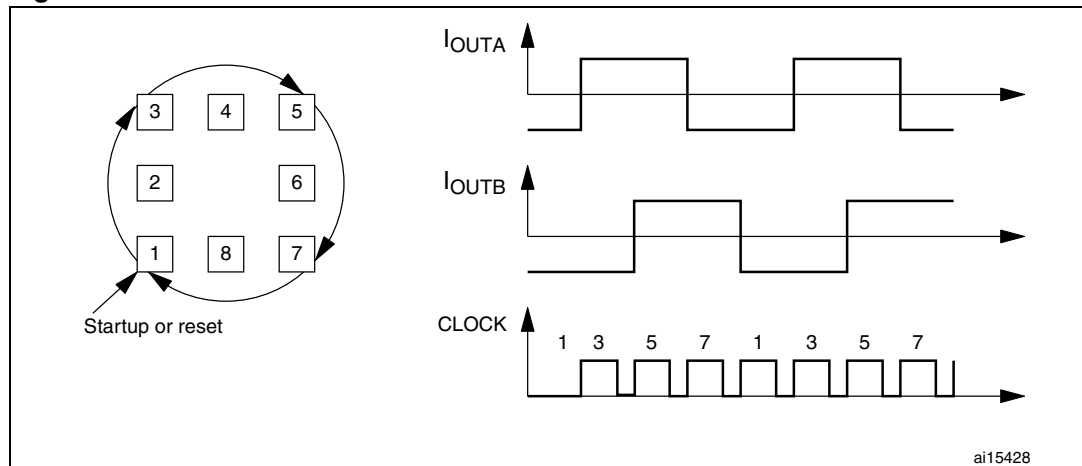 3 4 5
2 6
1 8 7
Startup or reset
IOUTA
IOUTB
CLOCK
1 3 5 7 1 3 5 7
ai15428